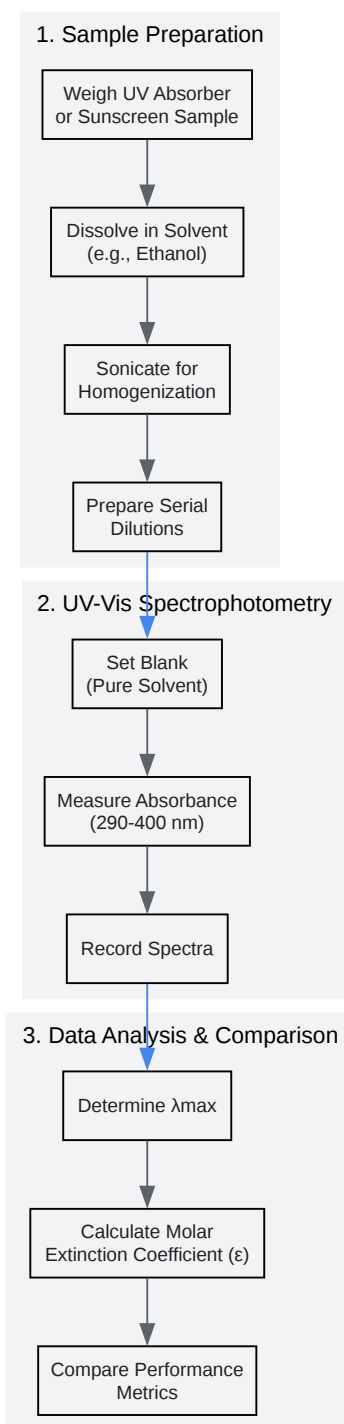 1. Sample Preparation
Weigh UV Absorber
or Sunscreen Sample
Dissolve in Solvent
(e.g., Ethanol)
Sonicate for
Homogenization
Prepare Serial
Dilutions
2. UV-Vis Spectrophotometry
Set Blank
(Pure Solvent)
Measure Absorbance
(290-400 nm)
Record Spectra
3. Data Analysis & Comparison
Determine λmax
Calculate Molar
Extinction Coefficient (ε)
Compare Performance
Metrics